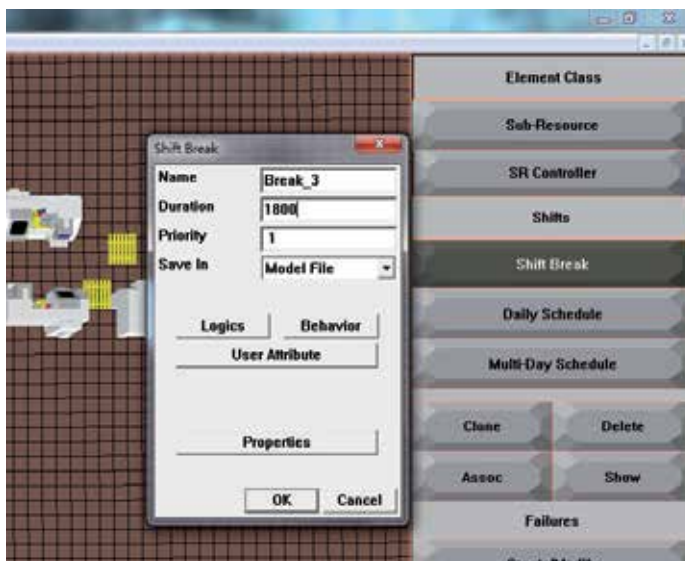 Shift Break
Name Break_3
Duration 1800
Priority 1
Save In Model File
Logics Behavior
User Attribute
Properties
OK Cancel
Element Class
Sub-Resource
SR Controller
Shifts
Shift Break
Daily Schedule
Multi-Day Schedule
Clone Delete
Assoc Show
Failures